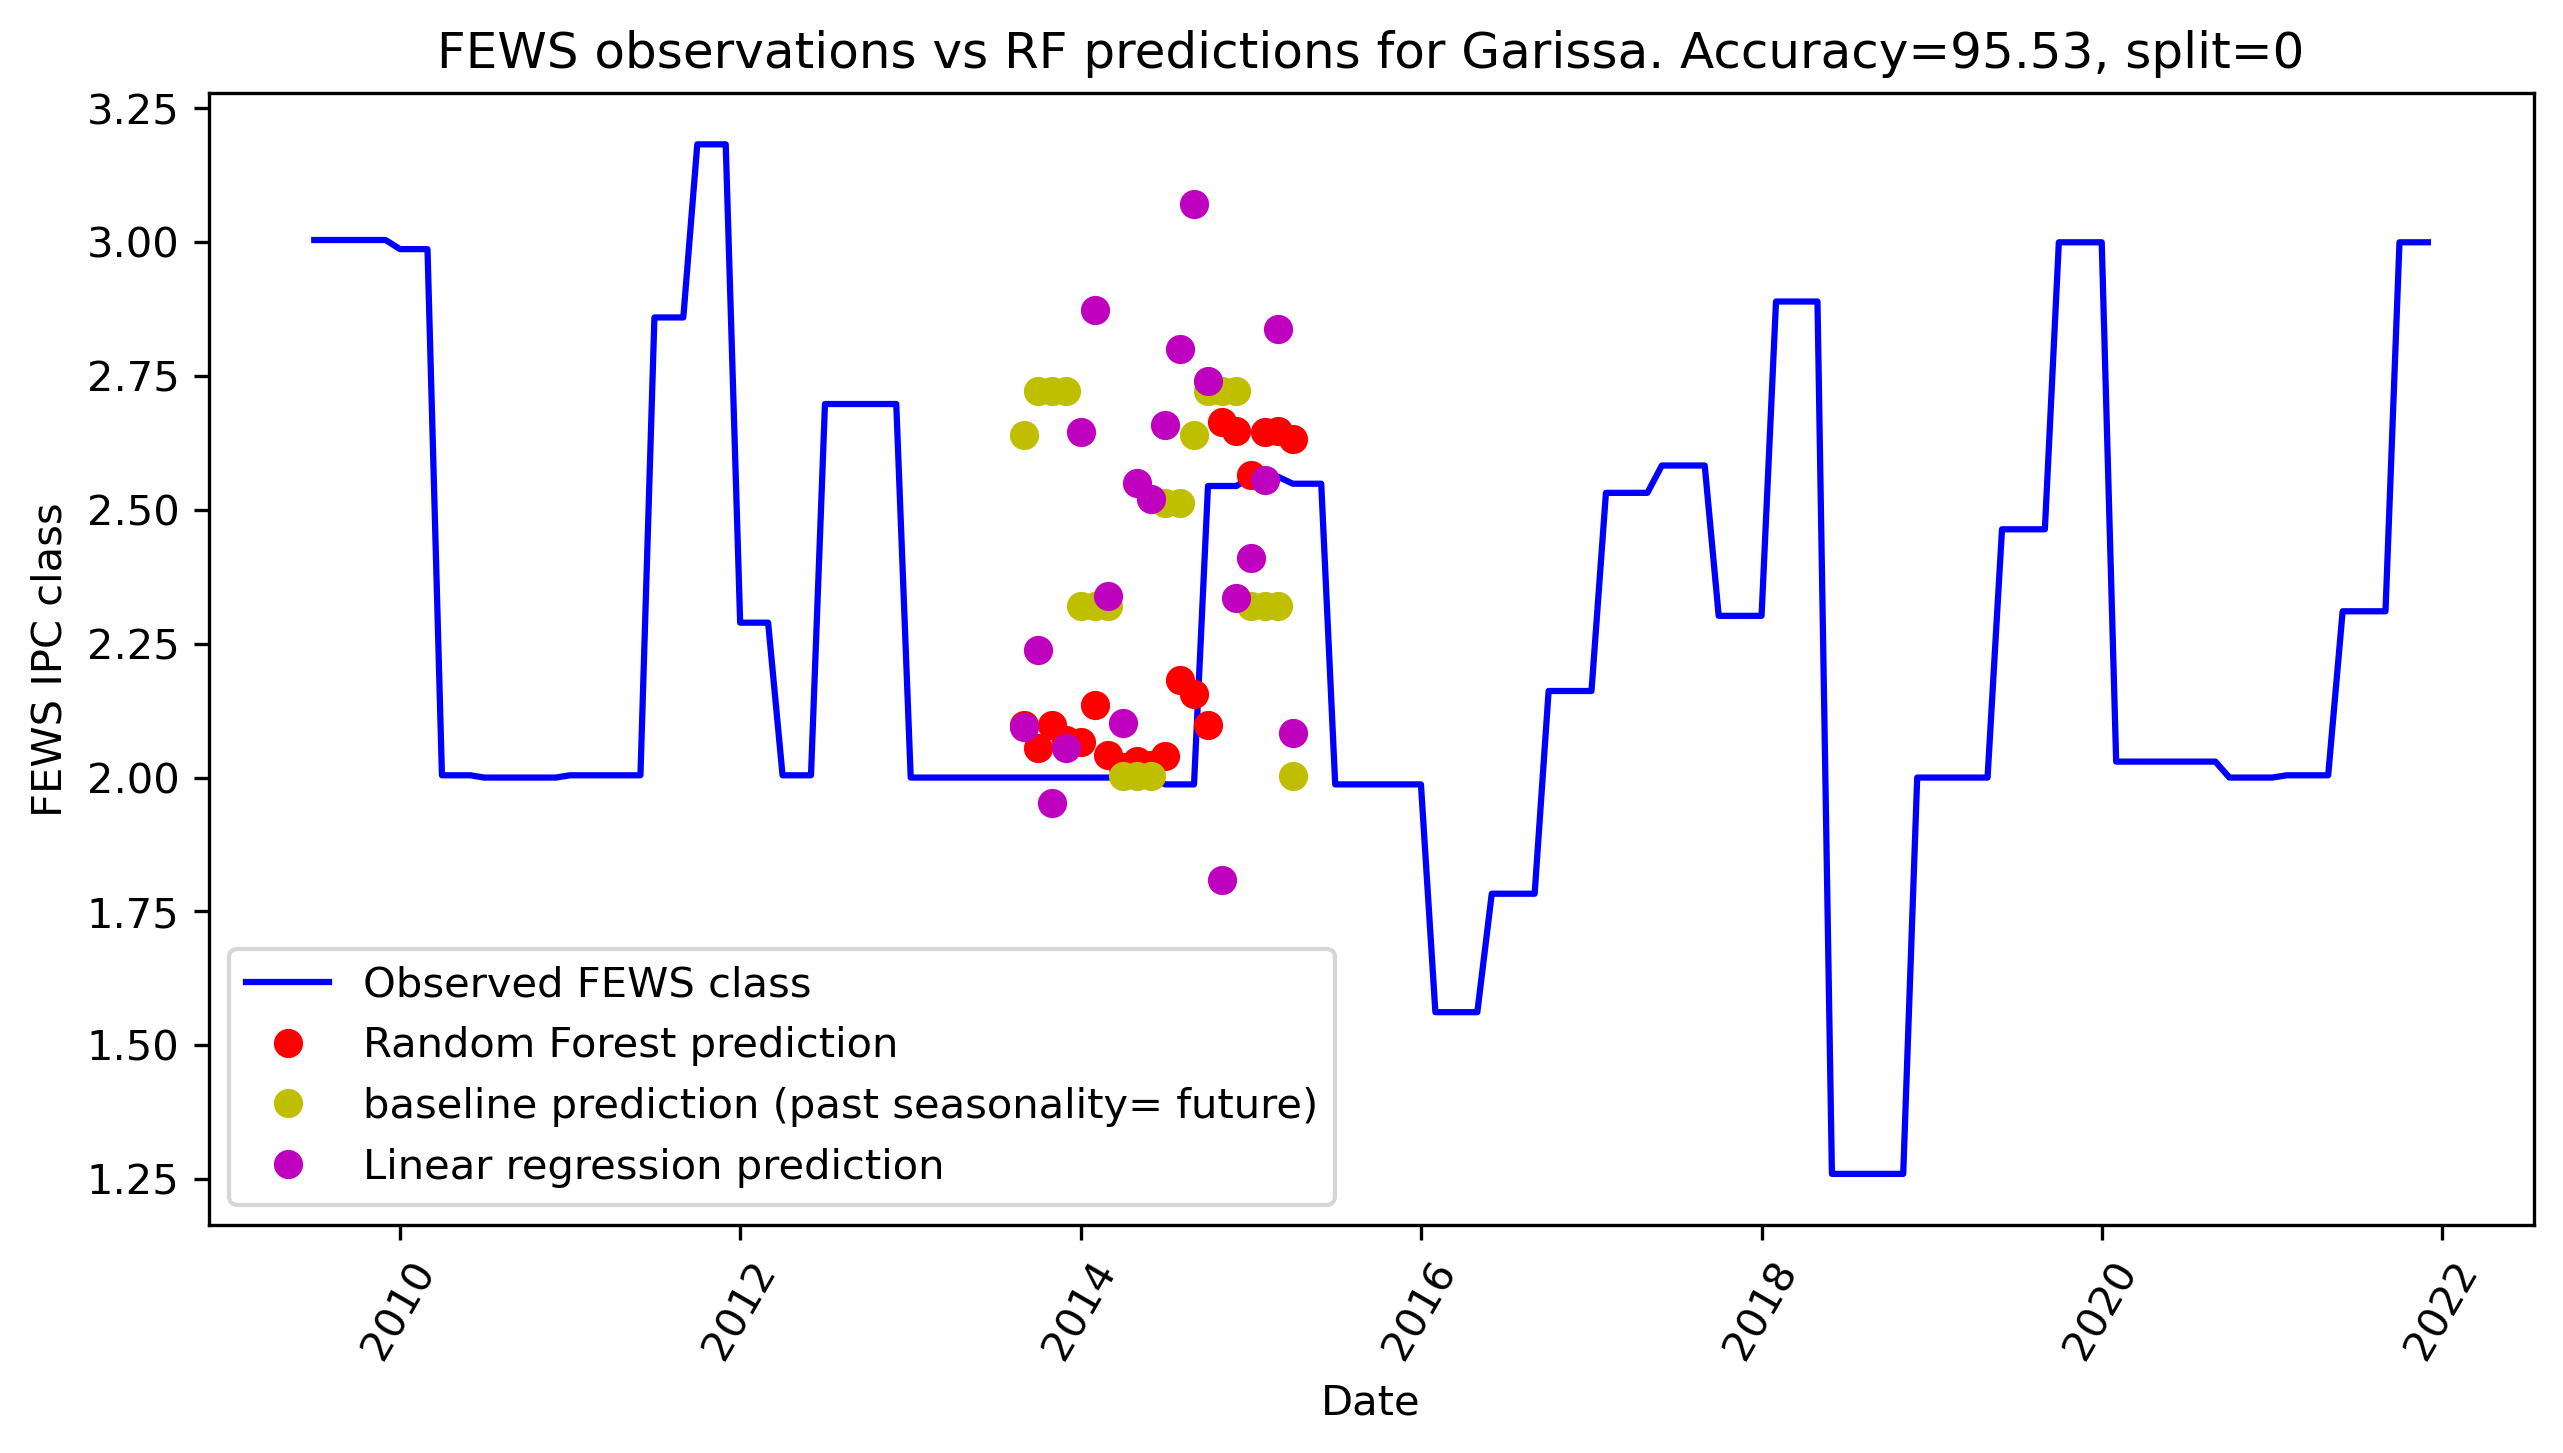 FEWS observations vs RF predictions for Garissa. Accuracy=95.53, split=0
FEWS IPC class
3.25
3.00
2.75
2.50
2.25
2.00
1.75
1.50
1.25
Observed FEWS class
Random Forest prediction
baseline prediction (past seasonality= future)
Linear regression prediction
2010
2012
2014
2016
2018
2020
2022
Date